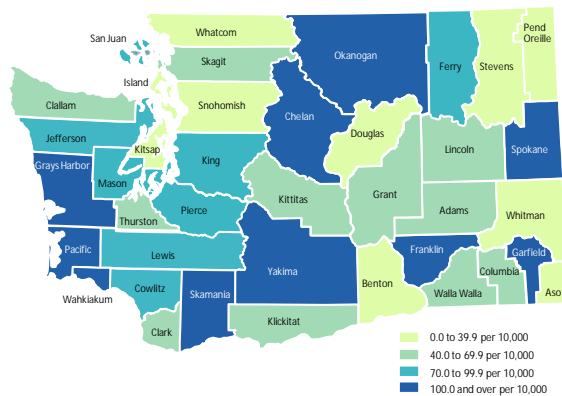 Whatcom
San Juan
Skagit
Island
Okanogan
Ferry
Stevens
Pend
Oreille
Clallam
Snohomish
Chelan
Douglas
Jefferson
Kitsap
King
Lincoln
Spokane
Grays Harbor
Mason
Kittitas
Grant
Adams
Whitman
Thurston
Pierce
Pacific
Lewis
Yakima
Franklin
Garfield
Benton
Columbia
Wahkiakum
Cowlitz
Skamania
Walla Walla
Aso
Clark
Klickitat
0.0 to 39.9 per 10,000
40.0 to 69.9 per 10,000
70.0 to 99.9 per 10,000
100.0 and over per 10,000